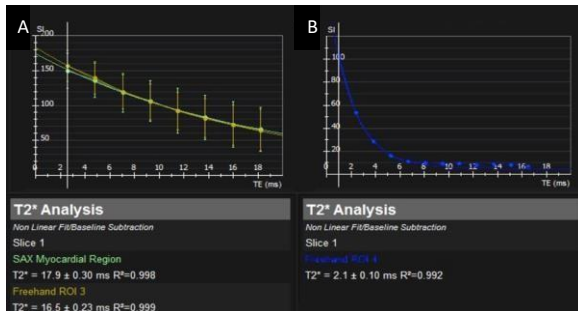 A
SI
200
150
100
50
0 2 4 6 8 10 12 14 16 18
TE (ms)
T2* Analysis
Non Linear Fit/Baseline Subtraction
Slice 1
SAX Myocardial Region
T2* = 17.9 ± 0.30 ms R²=0.998
Freehand ROI 3
T2* = 16.5 ± 0.23 ms R²=0.999
B
SI
100
80
60
40
20
0 2 4 6 8 10 12 14 16 18
TE (ms)
T2* Analysis
Non Linear Fit/Baseline Subtraction
Slice 1
Freehand ROI 4
T2* = 2.1 ± 0.10 ms R²=0.992